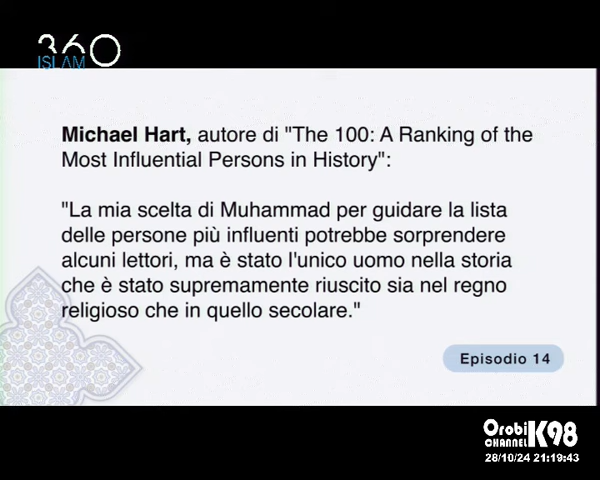 360
ISLAM
Michael Hart, autore di "The 100: A Ranking of the
Most Influential Persons in History":
"La mia scelta di Muhammad per guidare la lista
delle persone più influenti potrebbe sorprendere
alcuni lettori, ma è stato l'unico uomo nella storia
che è stato supremamente riuscito sia nel regno
religioso che in quello secolare."
Episodio 14
Orobi
CHANNEL K98
28/10/24 21:19:43